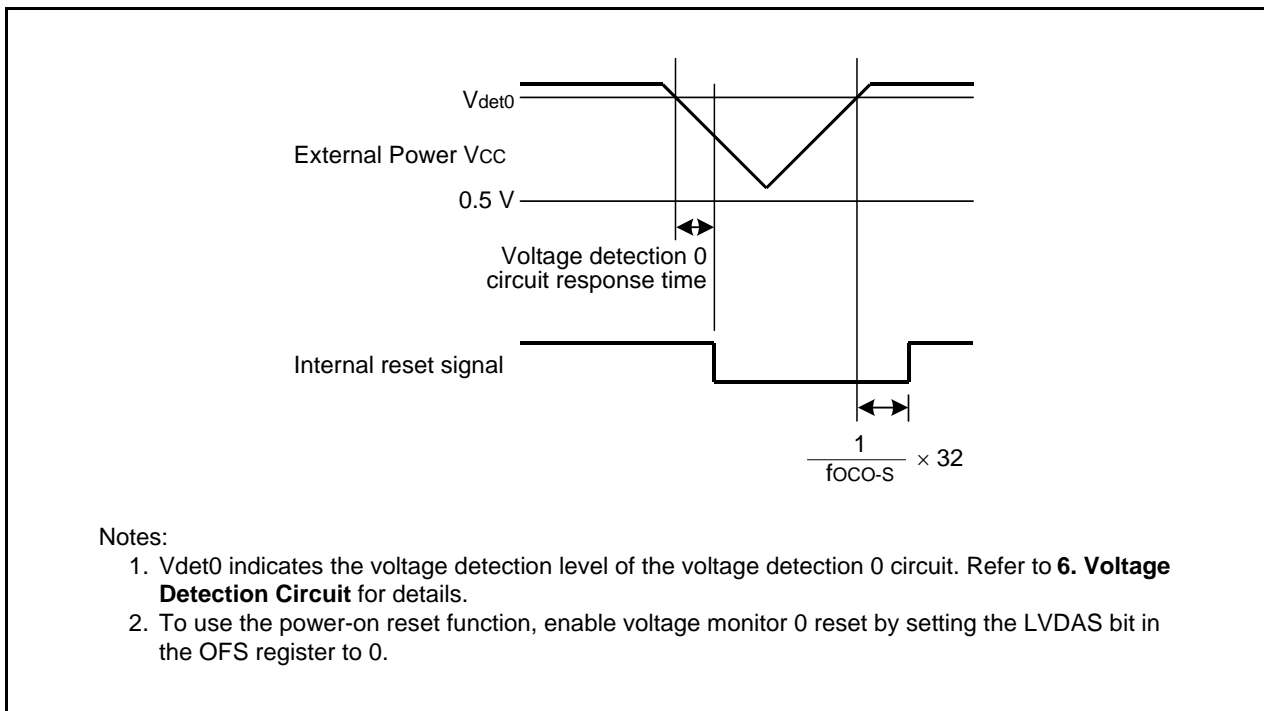 Vdet0
External Power VCC
0.5 V
Voltage detection 0
circuit response time
Internal reset signal
1
fOCO-S
× 32
Notes:
1. Vdet0 indicates the voltage detection level of the voltage detection 0 circuit. Refer to 6. Voltage
Detection Circuit for details.
2. To use the power-on reset function, enable voltage monitor 0 reset by setting the LVDAS bit in
the OFS register to 0.